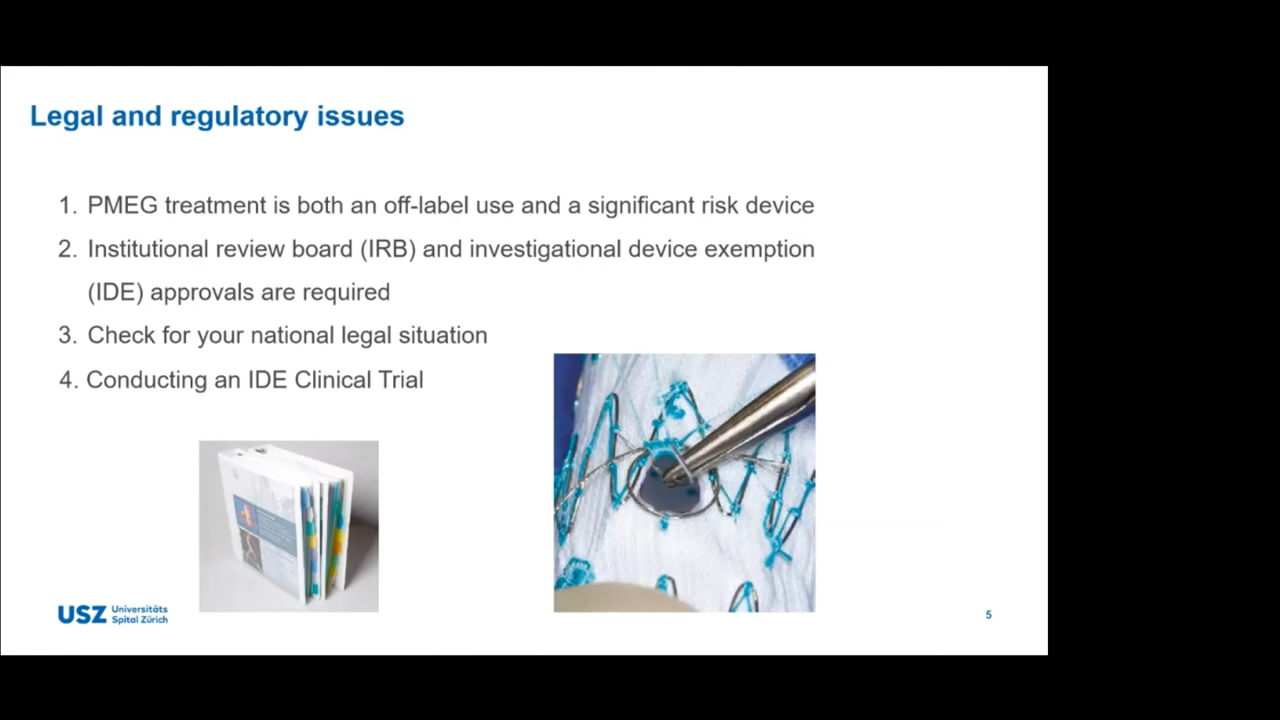 Legal and regulatory issues
1. PMEG treatment is both an off-label use and a significant risk device
2. Institutional review board (IRB) and investigational device exemption
(IDE) approvals are required
3. Check for your national legal situation
4. Conducting an IDE Clinical Trial
USZ Universitäts
Spital Zürich
5